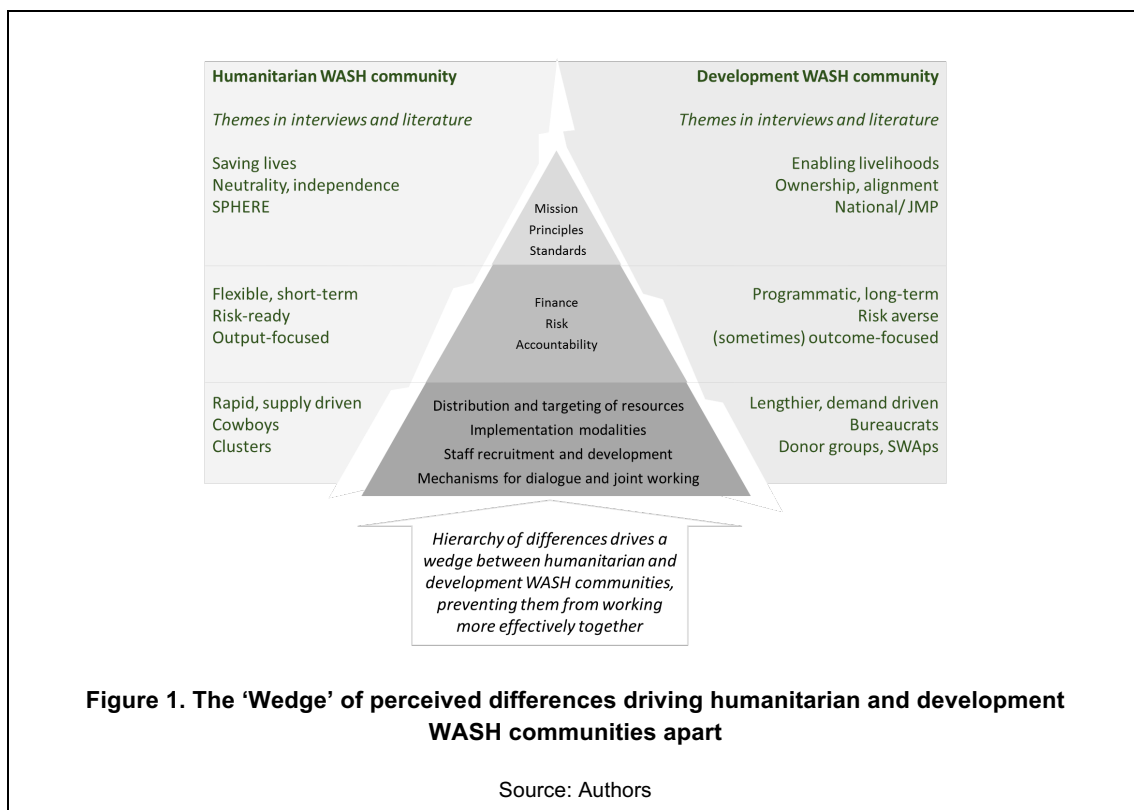 Humanitarian WASH community
Themes in interviews and literature
Saving lives
Neutrality, independence
SPHERE
Flexible, short-term
Risk-ready
Output-focused
Rapid, supply driven
Cowboys
Clusters
Mission
Principles
Standards
Finance
Risk
Accountability
Distribution and targeting of resources
Implementation modalities
Staff recruitment and development
Mechanisms for dialogue and joint working
Development WASH community
Themes in interviews and literature
Enabling livelihoods
Ownership, alignment
National/ JMP
Programmatic, long-term
Risk averse
(sometimes) outcome-focused
Lengthier, demand driven
Bureaucrats
Donor groups, SWAps
Hierarchy of differences drives a
wedge between humanitarian and
development WASH communities,
preventing them from working
more effectively together
Figure 1. The ‘Wedge’ of perceived differences driving humanitarian and development
WASH communities apart
Source: Authors